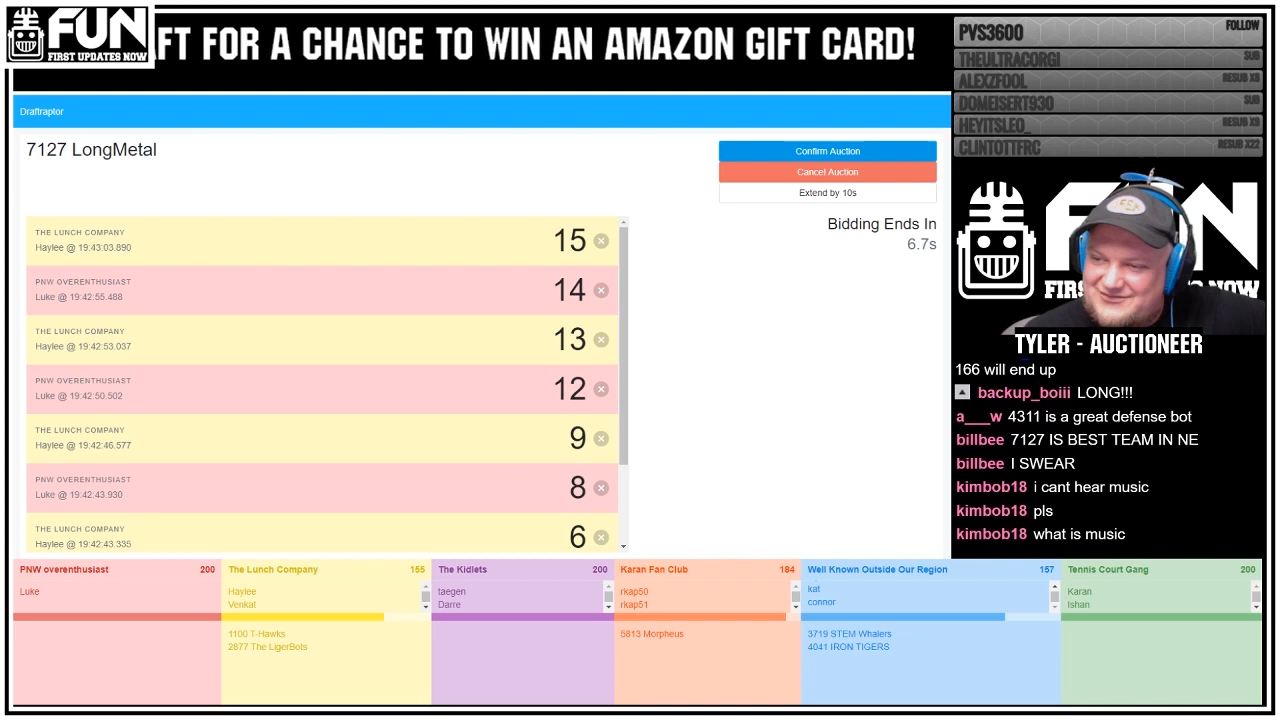 FUN
FIRST UPDATES NOW
AFT FOR A CHANCE TO WIN AN AMAZON GIFT CARD!
PVS3600 FOLLOW
THEULTRACORGI SUB
ALEXZFOOL RESUB X8
DOMEISERT930 SUB
HEYITSLEO_ RESUB X9
CLINTOTTFRC RESUB X22
Draftraptor
7127 LongMetal
Confirm Auction
Cancel Auction
Extend by 10s
Bidding Ends In
6.7s
THE LUNCH COMPANY
Haylee @ 19:43:03.890
15
PNW OVERENTHUSIAST
Luke @ 19:42:55.488
14
THE LUNCH COMPANY
Haylee @ 19:42:53.037
13
PNW OVERENTHUSIAST
Luke @ 19:42:50.502
12
THE LUNCH COMPANY
Haylee @ 19:42:46.577
9
PNW OVERENTHUSIAST
Luke @ 19:42:43.930
8
THE LUNCH COMPANY
Haylee @ 19:42:43.335
6
TYLER - AUCTIONEER
166 will end up
backup_boiii LONG!!!
a___w 4311 is a great defense bot
billbee 7127 IS BEST TEAM IN NE
billbee I SWEAR
kimbob18 i cant hear music
kimbob18 pls
kimbob18 what is music
PNW overenthusiast 200
Luke
The Lunch Company 155
Haylee
Venkat
1100 T-Hawks
2877 The LigerBots
The Kidlets 200
taegen
Darre
Karan Fan Club 184
rkap50
rkap51
5813 Morpheus
Well Known Outside Our Region 157
kat
connor
3719 STEM Whalers
4041 IRON TIGERS
Tennis Court Gang 200
Karan
Ishan